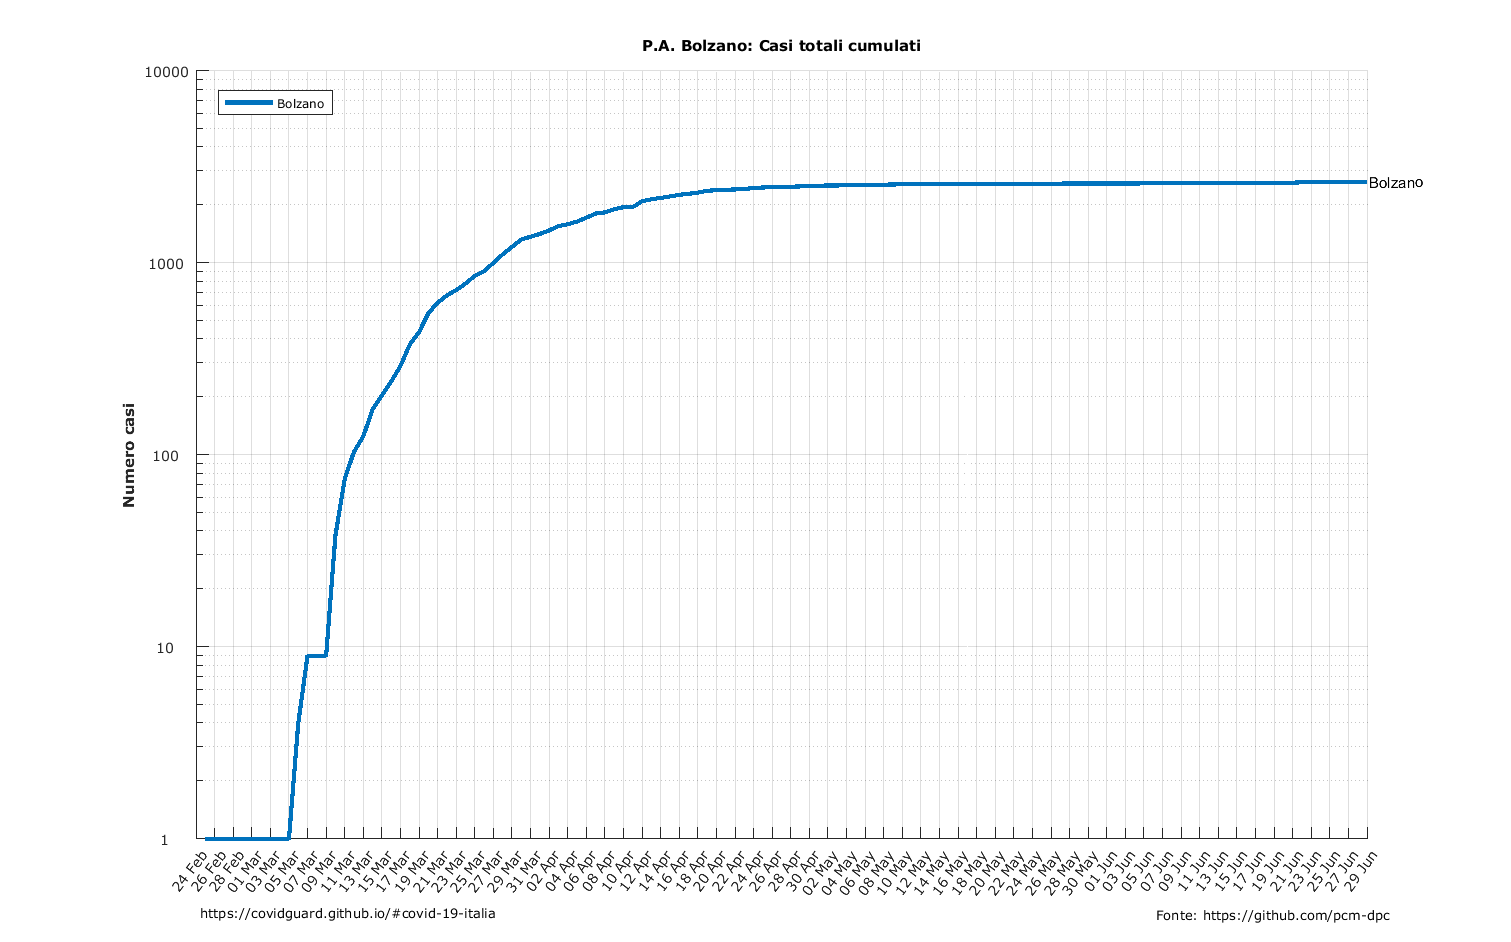 P.A. Bolzano: Casi totali cumulati
10000
Bolzano
1000
100
10
1
Numero casi
Bolzano
24 Feb
26 Feb
28 Feb
01 Mar
03 Mar
05 Mar
07 Mar
09 Mar
11 Mar
13 Mar
15 Mar
17 Mar
19 Mar
21 Mar
23 Mar
25 Mar
27 Mar
29 Mar
31 Mar
02 Apr
04 Apr
06 Apr
08 Apr
10 Apr
12 Apr
14 Apr
16 Apr
18 Apr
20 Apr
22 Apr
24 Apr
26 Apr
28 Apr
30 Apr
02 May
04 May
06 May
08 May
10 May
12 May
14 May
16 May
18 May
20 May
22 May
24 May
26 May
28 May
30 May
01 Jun
03 Jun
05 Jun
07 Jun
09 Jun
11 Jun
13 Jun
15 Jun
17 Jun
19 Jun
21 Jun
23 Jun
25 Jun
27 Jun
29 Jun
https://covidguard.github.io/#covid-19-italia
Fonte: https://github.com/pcm-dpc